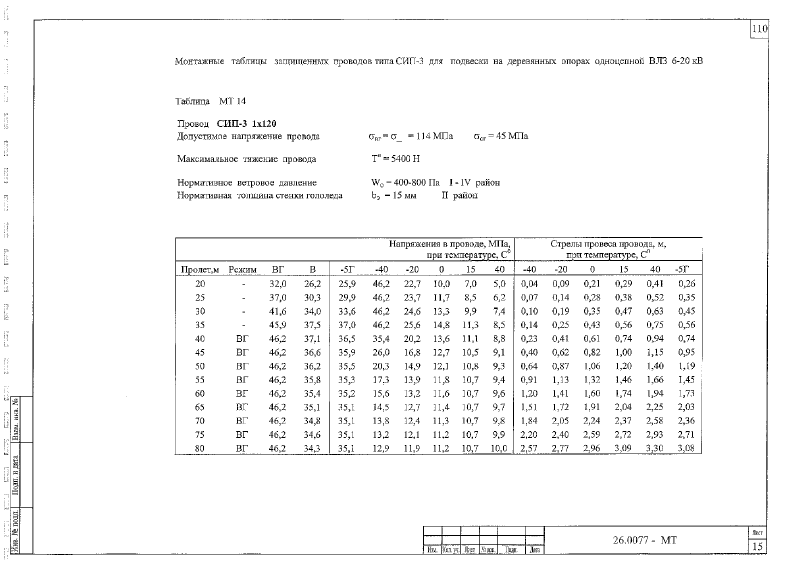 110
Монтажные таблицы защищенных проводов типа СИП-3 для подвески на деревянных опорах одноцепной ВЛЗ 6-20 кВ
Таблица МТ 14
Провод СИП-3 1х120
Допустимое напряжение провода σнг = σ_ = 114 МПа σсг = 45 МПа
Максимальное тяжение провода Tн = 5400 Н
Нормативное ветровое давление W₀ = 400-800 Па I - IV район
Нормативная толщина стенки гололеда bэ = 15 мм II район
Напряжения в проводе, МПа, Стрелы провеса провода, м,
при температуре, С⁰ при температуре, С⁰
Пролет,м Режим ВГ В -5Г -40 -20 0 15 40 -40 -20 0 15 40 -5Г
20 - 32,0 26,2 25,9 46,2 22,7 10,0 7,0 5,0 0,04 0,09 0,21 0,29 0,41 0,26
25 - 37,0 30,3 29,9 46,2 23,7 11,7 8,5 6,2 0,07 0,14 0,28 0,38 0,52 0,35
30 - 41,6 34,0 33,6 46,2 24,6 13,3 9,9 7,4 0,10 0,19 0,35 0,47 0,63 0,45
35 - 45,9 37,5 37,0 46,2 25,6 14,8 11,3 8,5 0,14 0,25 0,43 0,56 0,75 0,56
40 ВГ 46,2 37,1 36,5 35,4 20,2 13,6 11,1 8,8 0,23 0,41 0,61 0,74 0,94 0,74
45 ВГ 46,2 36,6 35,9 26,0 16,8 12,7 10,5 9,1 0,40 0,62 0,82 1,00 1,15 0,95
50 ВГ 46,2 36,2 35,5 20,3 14,9 12,1 10,8 9,3 0,64 0,87 1,06 1,20 1,40 1,19
55 ВГ 46,2 35,8 35,3 17,3 13,9 11,8 10,7 9,4 0,91 1,13 1,32 1,46 1,66 1,45
60 ВГ 46,2 35,4 35,2 15,6 13,2 11,6 10,7 9,6 1,20 1,41 1,60 1,74 1,94 1,73
65 ВГ 46,2 35,1 35,1 14,5 12,7 11,4 10,7 9,7 1,51 1,72 1,91 2,04 2,25 2,03
70 ВГ 46,2 34,8 35,1 13,8 12,4 11,3 10,7 9,8 1,84 2,05 2,24 2,37 2,58 2,36
75 ВГ 46,2 34,6 35,1 13,2 12,1 11,2 10,7 9,9 2,20 2,40 2,59 2,72 2,93 2,71
80 ВГ 46,2 34,3 35,1 12,9 11,9 11,2 10,7 10,0 2,57 2,77 2,96 3,09 3,30 3,08
Взам. инв. №
Подп. и дата
Инв. № подл.
Изм. Кол. уч. Лист №док. Подп. Дата
26.0077 - МТ
Лист
15